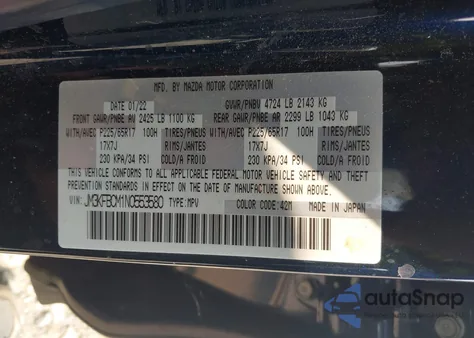 MFD. BY MAZDA MOTOR CORPORATION
DATE 01/22 GVWR/PNBV 4724 LB 2143 KG
FRONT GAWR/PNBE AV 2425 LB 1100 KG REAR GAWR/PNBE AR 2299 LB 1043 KG
WITH/AVEC P225/65R17 100H TIRES/PNEUS WITH/AVEC P225/65R17 100H TIRES/PNEUS
17X7J RIMS/JANTES 17X7J RIMS/JANTES
230 KPA/34 PSI COLD/A FROID 230 KPA/34 PSI COLD/A FROID
THIS VEHICLE CONFORMS TO ALL APPLICABLE FEDERAL MOTOR VEHICLE SAFETY AND THEFT
PREVENTION STANDARDS IN EFFECT ON THE DATE OF MANUFACTURE SHOWN ABOVE.
VIN: JM3KFBCM1N0553580 TYPE: MPV COLOR CODE: 42M MADE IN JAPAN
autoSnap